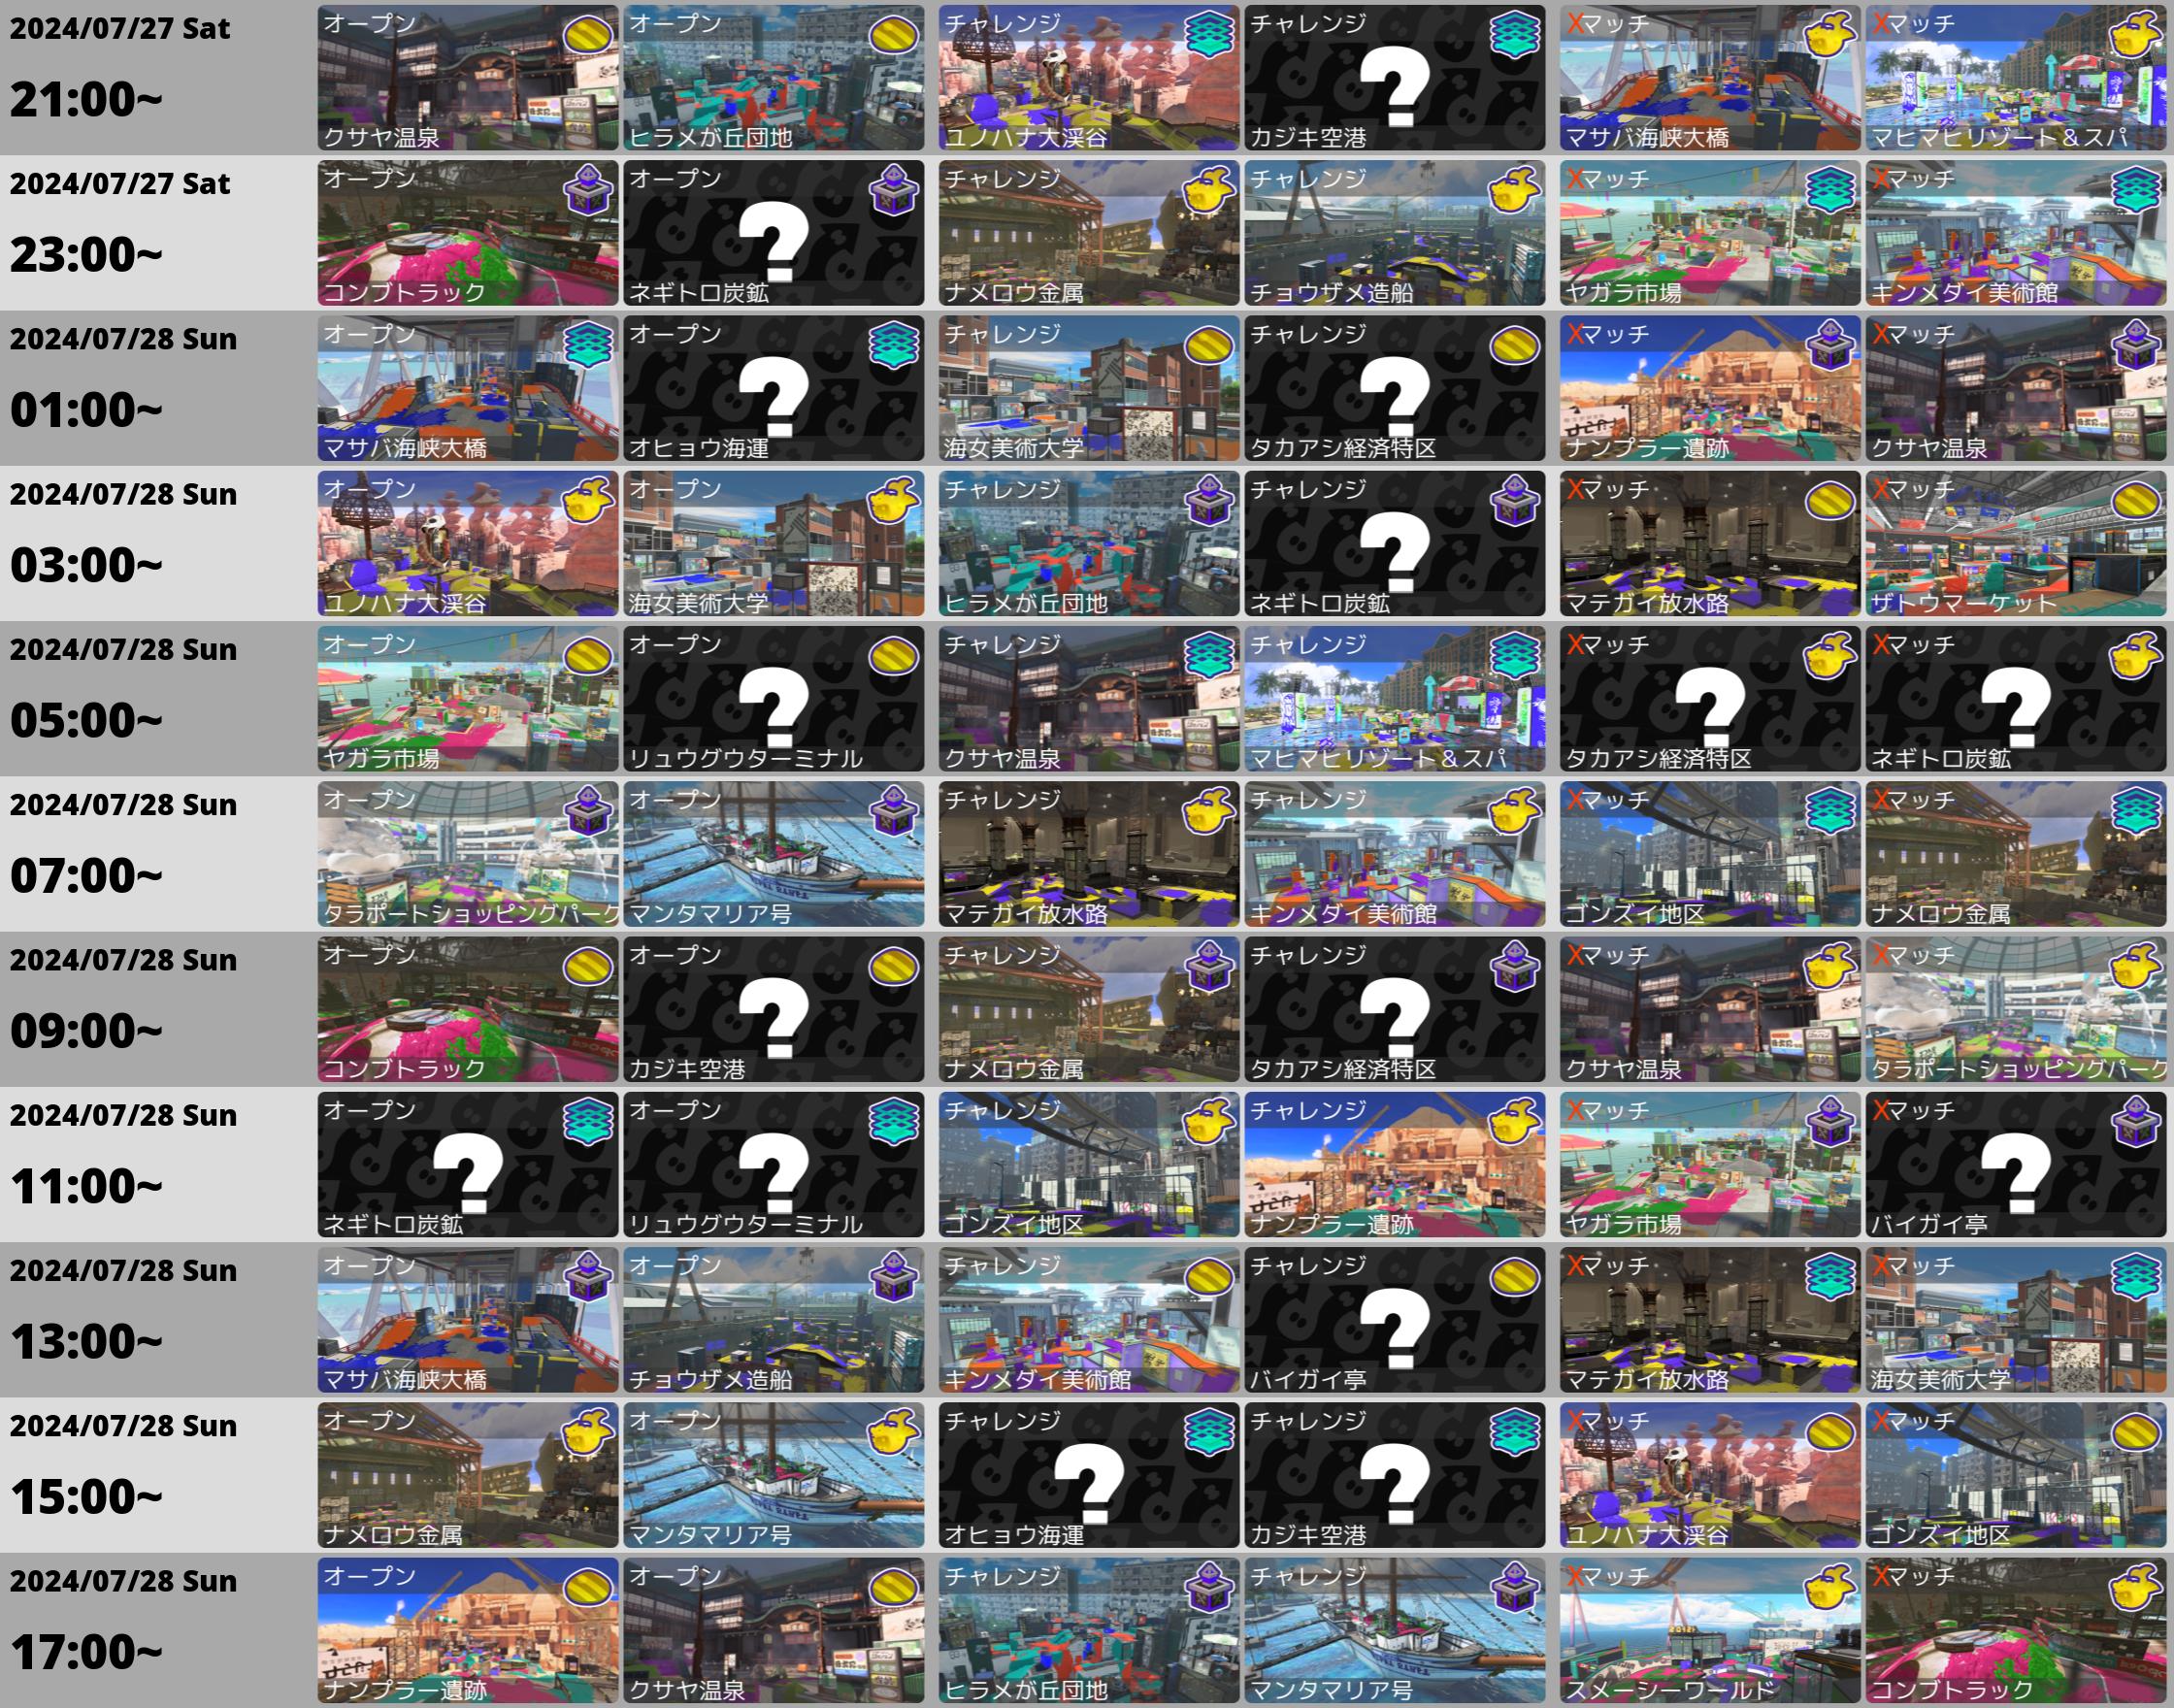 2024/07/27 Sat
21:00~
オープン
クサヤ温泉
オープン
ヒラメが丘団地
チャレンジ
ユノハナ大渓谷
チャレンジ
カジキ空港
Xマッチ
マサバ海峡大橋
Xマッチ
マヒマヒリゾート＆スパ
2024/07/27 Sat
23:00~
オープン
コンブトラック
オープン
ネギトロ炭鉱
チャレンジ
ナメロウ金属
チャレンジ
チョウザメ造船
Xマッチ
ヤガラ市場
Xマッチ
キンメダイ美術館
2024/07/28 Sun
01:00~
オープン
マサバ海峡大橋
オープン
オヒョウ海運
チャレンジ
海女美術大学
チャレンジ
タカアシ経済特区
Xマッチ
ナンプラー遺跡
Xマッチ
クサヤ温泉
2024/07/28 Sun
03:00~
オープン
ユノハナ大渓谷
オープン
海女美術大学
チャレンジ
ヒラメが丘団地
チャレンジ
ネギトロ炭鉱
Xマッチ
マテガイ放水路
Xマッチ
ザトウマーケット
2024/07/28 Sun
05:00~
オープン
ヤガラ市場
オープン
リュウグウターミナル
チャレンジ
クサヤ温泉
チャレンジ
マヒマヒリゾート＆スパ
Xマッチ
タカアシ経済特区
Xマッチ
ネギトロ炭鉱
2024/07/28 Sun
07:00~
オープン
タラポートショッピングパーク
オープン
マンタマリア号
チャレンジ
マテガイ放水路
チャレンジ
キンメダイ美術館
Xマッチ
ゴンズイ地区
Xマッチ
ナメロウ金属
2024/07/28 Sun
09:00~
オープン
コンブトラック
オープン
カジキ空港
チャレンジ
ナメロウ金属
チャレンジ
タカアシ経済特区
Xマッチ
クサヤ温泉
Xマッチ
タラポートショッピングパーク
2024/07/28 Sun
11:00~
オープン
ネギトロ炭鉱
オープン
リュウグウターミナル
チャレンジ
ゴンズイ地区
チャレンジ
ナンプラー遺跡
Xマッチ
ヤガラ市場
Xマッチ
バイガイ亭
2024/07/28 Sun
13:00~
オープン
マサバ海峡大橋
オープン
チョウザメ造船
チャレンジ
キンメダイ美術館
チャレンジ
バイガイ亭
Xマッチ
マテガイ放水路
Xマッチ
海女美術大学
2024/07/28 Sun
15:00~
オープン
ナメロウ金属
オープン
マンタマリア号
チャレンジ
オヒョウ海運
チャレンジ
カジキ空港
Xマッチ
ユノハナ大渓谷
Xマッチ
ゴンズイ地区
2024/07/28 Sun
17:00~
オープン
ナンプラー遺跡
オープン
クサヤ温泉
チャレンジ
ヒラメが丘団地
チャレンジ
マンタマリア号
Xマッチ
スメーシーワールド
Xマッチ
コンブトラック